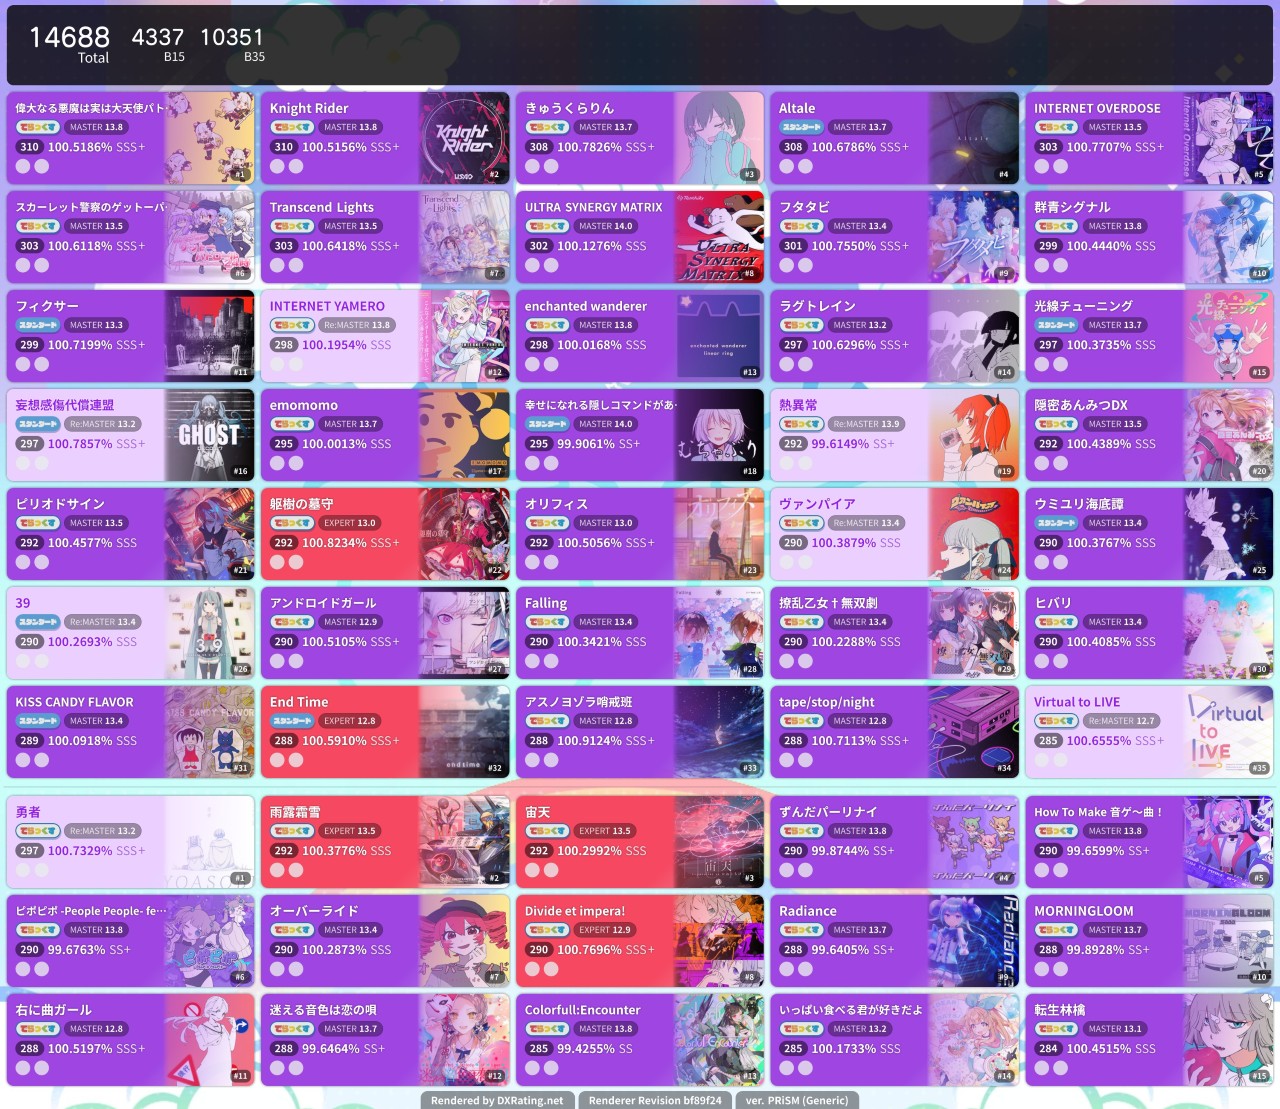 14688 4337 10351
Total B15 B35
偉大なる悪魔は実は大天使パト
でらっくす MASTER 13.8
310 100.5186% SSS+
#1
Knight Rider
でらっくす MASTER 13.8
310 100.5156% SSS+
Knight Rider
#2
きゅうくらりん
でらっくす MASTER 13.7
308 100.7826% SSS+
#3
Altale
スタンダード MASTER 13.7
308 100.6786% SSS+
Altale
#4
INTERNET OVERDOSE
でらっくす MASTER 13.5
303 100.7707% SSS+
Internet Overdose
#5
スカーレット警察のゲットーパ
でらっくす MASTER 13.5
303 100.6118% SSS+
#6
Transcend Lights
でらっくす MASTER 13.5
303 100.6418% SSS+
Transcend Lights
#7
ULTRA SYNERGY MATRIX
でらっくす MASTER 14.0
302 100.1276% SSS
ULTRA SYNERGY MATRIX
#8
フタタビ
でらっくす MASTER 13.4
301 100.7550% SSS+
フタタビ
#9
群青シグナル
でらっくす MASTER 13.8
299 100.4440% SSS
#10
フィクサー
スタンダード MASTER 13.3
299 100.7199% SSS+
#11
INTERNET YAMERO
でらっくす Re:MASTER 13.8
298 100.1954% SSS
#12
enchanted wanderer
でらっくす MASTER 13.8
298 100.0168% SSS
enchanted wanderer
linear ring
#13
ラグトレイン
でらっくす MASTER 13.2
297 100.6296% SSS+
#14
光線チューニング
スタンダード MASTER 13.7
297 100.3735% SSS
光線チューニング
#15
妄想感傷代償連盟
スタンダード Re:MASTER 13.2
297 100.7857% SSS+
GHOST
#16
emomomo
でらっくす MASTER 13.7
295 100.0013% SSS
EMOMOMO
#17
幸せになれる隠しコマンドがあ
スタンダード MASTER 14.0
295 99.9061% SS+
#18
熱異常
でらっくす Re:MASTER 13.9
292 99.6149% SS+
#19
隠密あんみつDX
でらっくす MASTER 13.5
292 100.4389% SSS
#20
ピリオドサイン
でらっくす MASTER 13.5
292 100.4577% SSS
#21
躯樹の墓守
でらっくす EXPERT 13.0
292 100.8234% SSS+
#22
オリフィス
でらっくす MASTER 13.0
292 100.5056% SSS+
オリフィス
#23
ヴァンパイア
でらっくす Re:MASTER 13.4
290 100.3879% SSS
ヴァンパイア
#24
ウミユリ海底譚
スタンダード MASTER 13.4
290 100.3767% SSS
#25
39
スタンダード Re:MASTER 13.4
290 100.2693% SSS
39
#26
アンドロイドガール
でらっくす MASTER 12.9
290 100.5105% SSS+
#27
Falling
でらっくす MASTER 13.4
290 100.3421% SSS
Falling
#28
撩乱乙女†無双劇
でらっくす MASTER 13.4
290 100.2288% SSS
#29
ヒバリ
でらっくす MASTER 13.4
290 100.4085% SSS
#30
KISS CANDY FLAVOR
スタンダード MASTER 13.4
289 100.0918% SSS
KISS CANDY FLAVOR
#31
End Time
スタンダード EXPERT 12.8
288 100.5910% SSS+
endtime
#32
アスノヨゾラ哨戒班
でらっくす MASTER 12.8
288 100.9124% SSS+
#33
tape/stop/night
でらっくす MASTER 12.8
288 100.7113% SSS+
#34
Virtual to LIVE
でらっくす Re:MASTER 12.7
285 100.6555% SSS+
Virtual to LIVE
#35
勇者
でらっくす Re:MASTER 13.2
297 100.7329% SSS+
YOASOBI
#1
雨露霜雪
でらっくす EXPERT 13.5
292 100.3776% SSS
#2
宙天
でらっくす EXPERT 13.5
292 100.2992% SSS
宙天
#3
ずんだパーリナイ
でらっくす MASTER 13.8
290 99.8744% SS+
ずんだパーリナイ
#4
How To Make 音ゲ～曲！
でらっくす MASTER 13.8
290 99.6599% SS+
#5
ピポピポ -People People- fe…
でらっくす MASTER 13.8
290 99.6763% SS+
#6
オーバーライド
でらっくす MASTER 13.4
290 100.2873% SSS
#7
Divide et impera!
でらっくす EXPERT 12.9
290 100.7696% SSS+
#8
Radiance
でらっくす MASTER 13.7
288 99.6405% SS+
Radiance
#9
MORNINGLOOM
でらっくす MASTER 13.7
288 99.8928% SS+
MORNINGLOOM
#10
右に曲ガール
でらっくす MASTER 12.8
288 100.5197% SSS+
#11
迷える音色は恋の唄
でらっくす MASTER 13.7
288 99.6464% SS+
#12
Colorfull:Encounter
でらっくす MASTER 13.8
285 99.4255% SS
#13
いっぱい食べる君が好きだよ
でらっくす MASTER 13.2
285 100.1733% SSS
#14
転生林檎
でらっくす MASTER 13.1
284 100.4515% SSS
#15
Rendered by DXRating.net Renderer Revision bf89f24 ver. PRiSM (Generic)